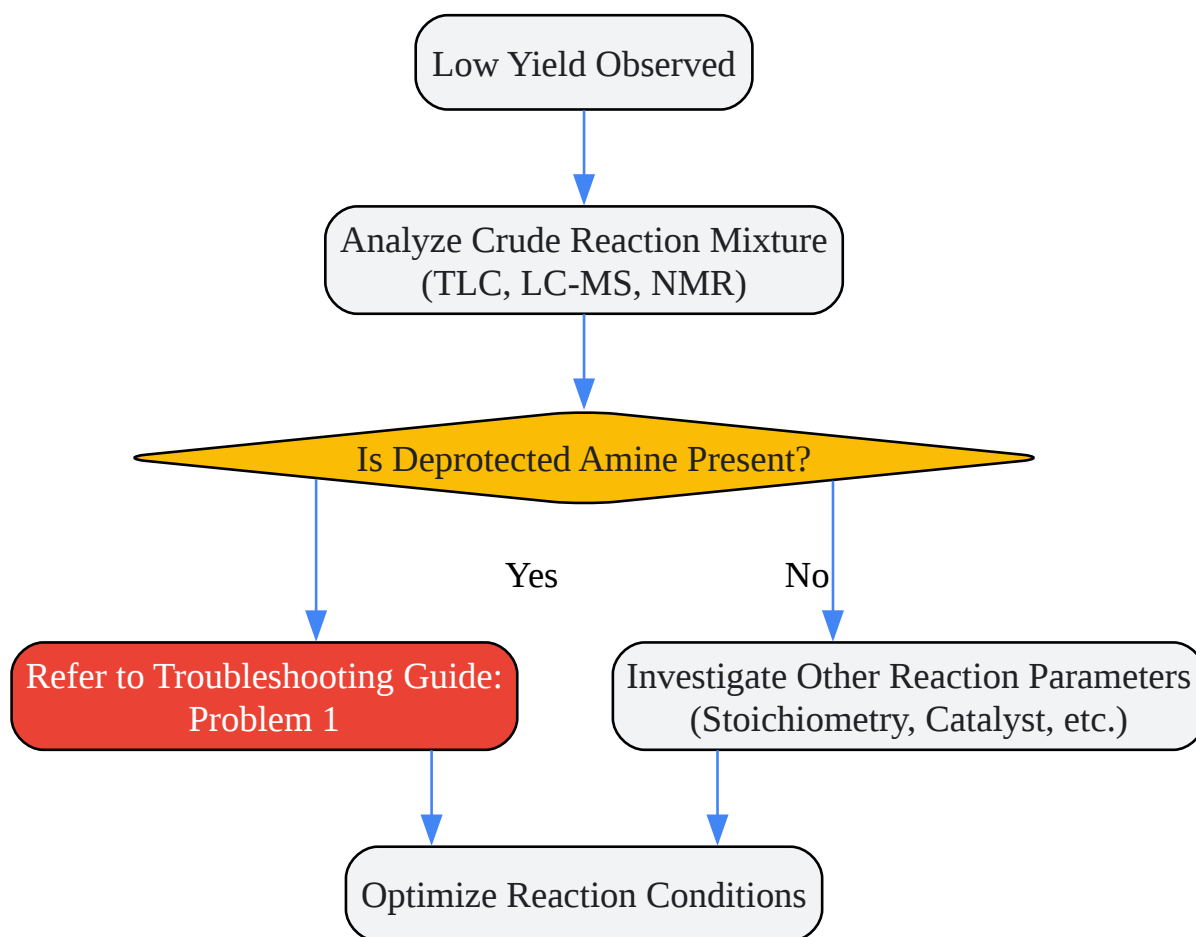 Low Yield Observed
Analyze Crude Reaction Mixture
(TLC, LC-MS, NMR)
Is Deprotected Amine Present?
Yes
No
Refer to Troubleshooting Guide:
Problem 1
Investigate Other Reaction Parameters
(Stoichiometry, Catalyst, etc.)
Optimize Reaction Conditions